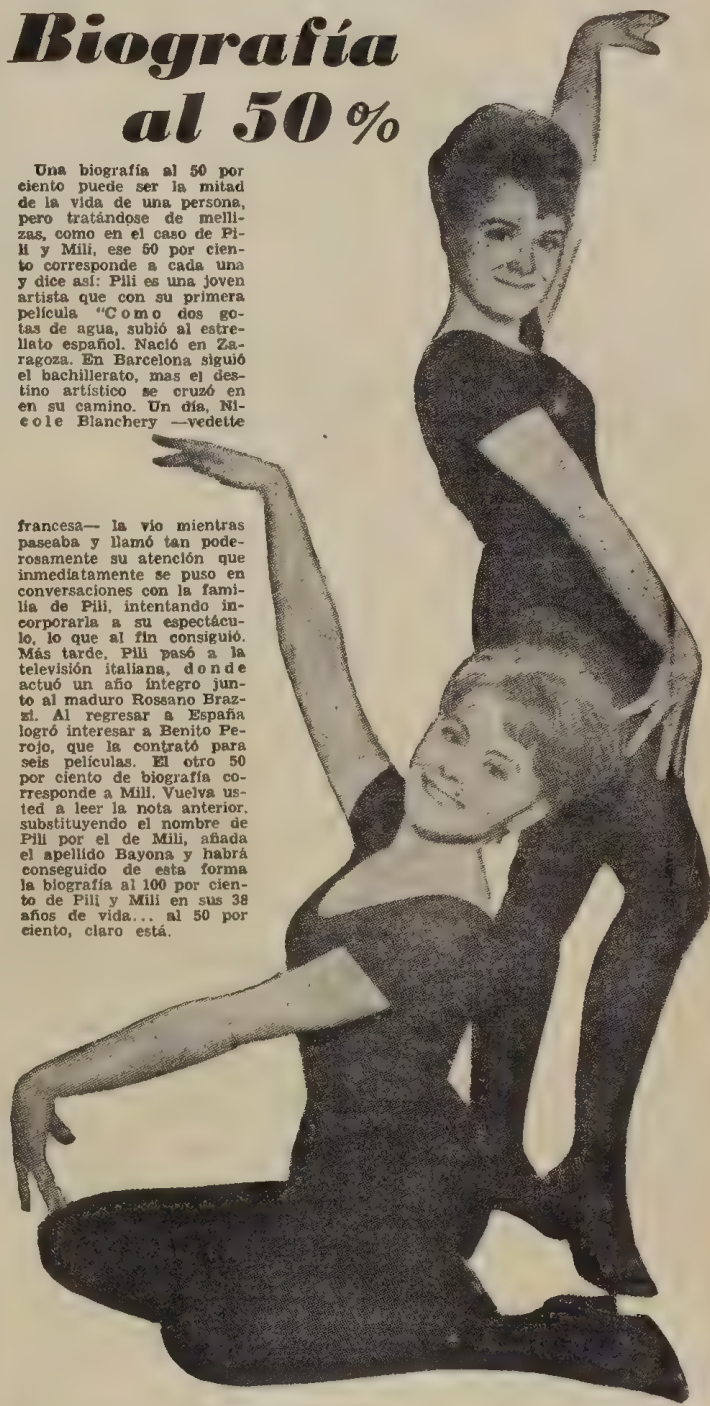 Biografía
al 50 %
Una biografía al 50 por
ciento puede ser la mitad
de la vida de una persona,
pero tratándose de melli-
zas, como en el caso de Pi-
li y Mili, ese 50 por cien-
to corresponde a cada una
y dice así: Pili es una joven
artista que con su primera
película "Como dos go-
tas de agua, subió al estre-
llato español. Nació en Za-
ragoza. En Barcelona siguió
el bachillerato, mas el des-
tino artístico se cruzó en
en su camino. Un día, Ni-
cole Blanchery —vedette
francesa— la vio mientras
paseaba y llamó tan pode-
rosamente su atención que
inmediatamente se puso en
conversaciones con la fami-
lia de Pili, intentando in-
corporarla a su espectácu-
lo, lo que al fin consiguió.
Más tarde, Pili pasó a la
televisión italiana, donde
actuó un año íntegro jun-
to al maduro Rossano Braz-
zi. Al regresar a España
logró interesar a Benito Pe-
rojo, que la contrató para
seis películas. El otro 50
por ciento de biografía co-
rresponde a Mili. Vuelva us-
ted a leer la nota anterior,
substituyendo el nombre de
Pili por el de Mili, añada
el apellido Bayona y habrá
conseguido de esta forma
la biografía al 100 por cien-
to de Pili y Mili en sus 38
años de vida... al 50 por
ciento, claro está.